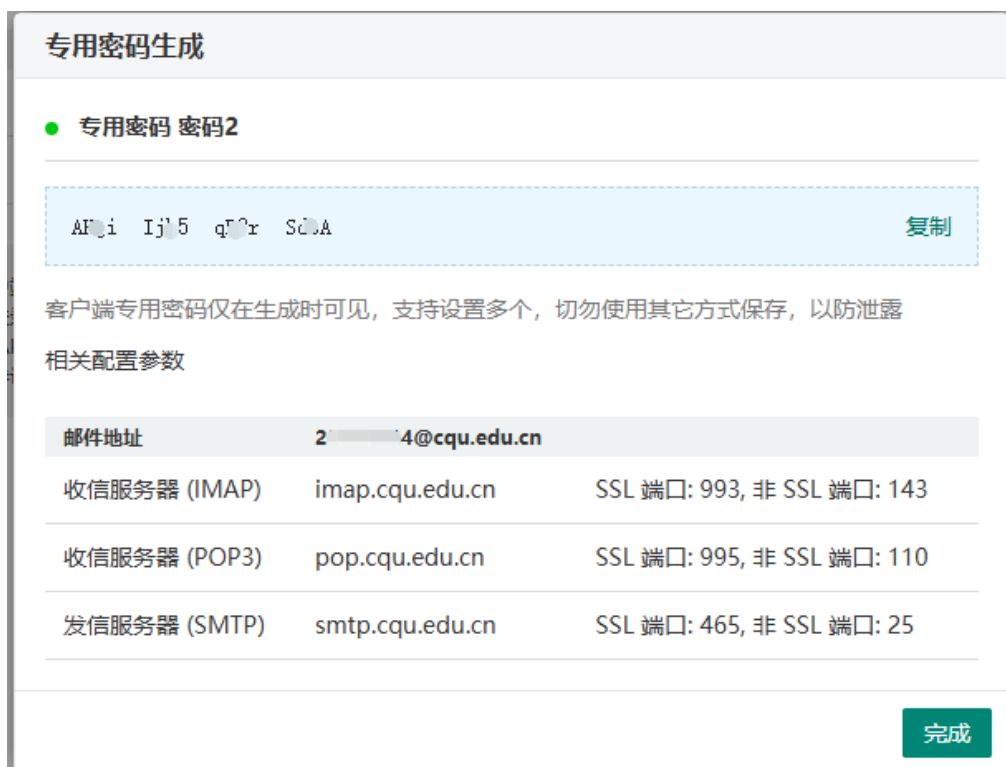 专用密码生成
专用密码 密码2
复制
客户端专用密码仅在生成时可见，支持设置多个，切勿使用其它方式保存，以防泄露
相关配置参数
邮件地址 @cqu.edu.cn
收信服务器 (IMAP) imap.cqu.edu.cn SSL 端口: 993, 非 SSL 端口: 143
收信服务器 (POP3) pop.cqu.edu.cn SSL 端口: 995, 非 SSL 端口: 110
发信服务器 (SMTP) smtp.cqu.edu.cn SSL 端口: 465, 非 SSL 端口: 25
完成